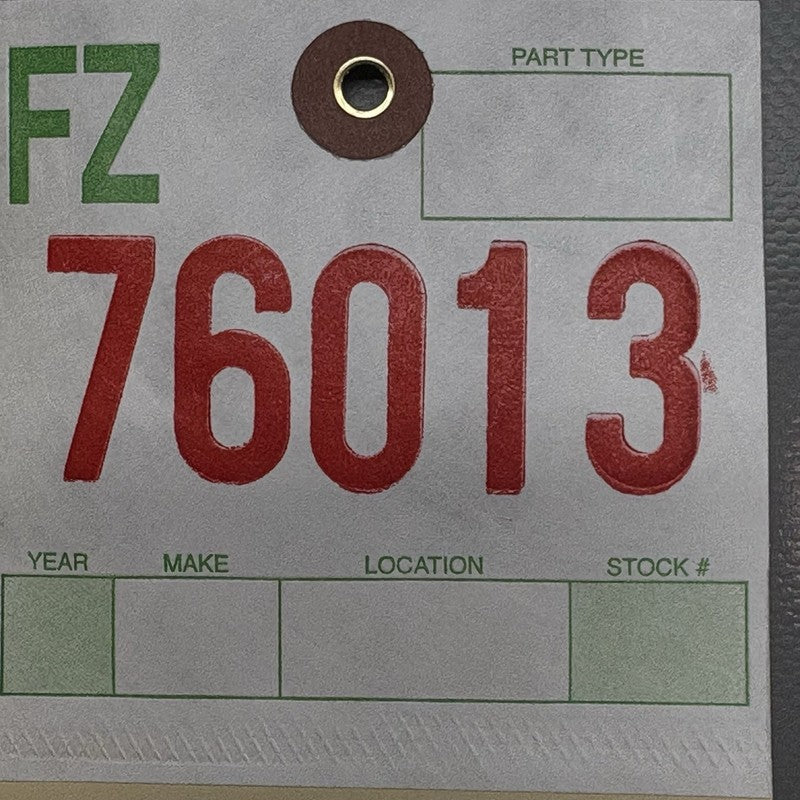 FZ
PART TYPE
76013
YEAR MAKE LOCATION STOCK #